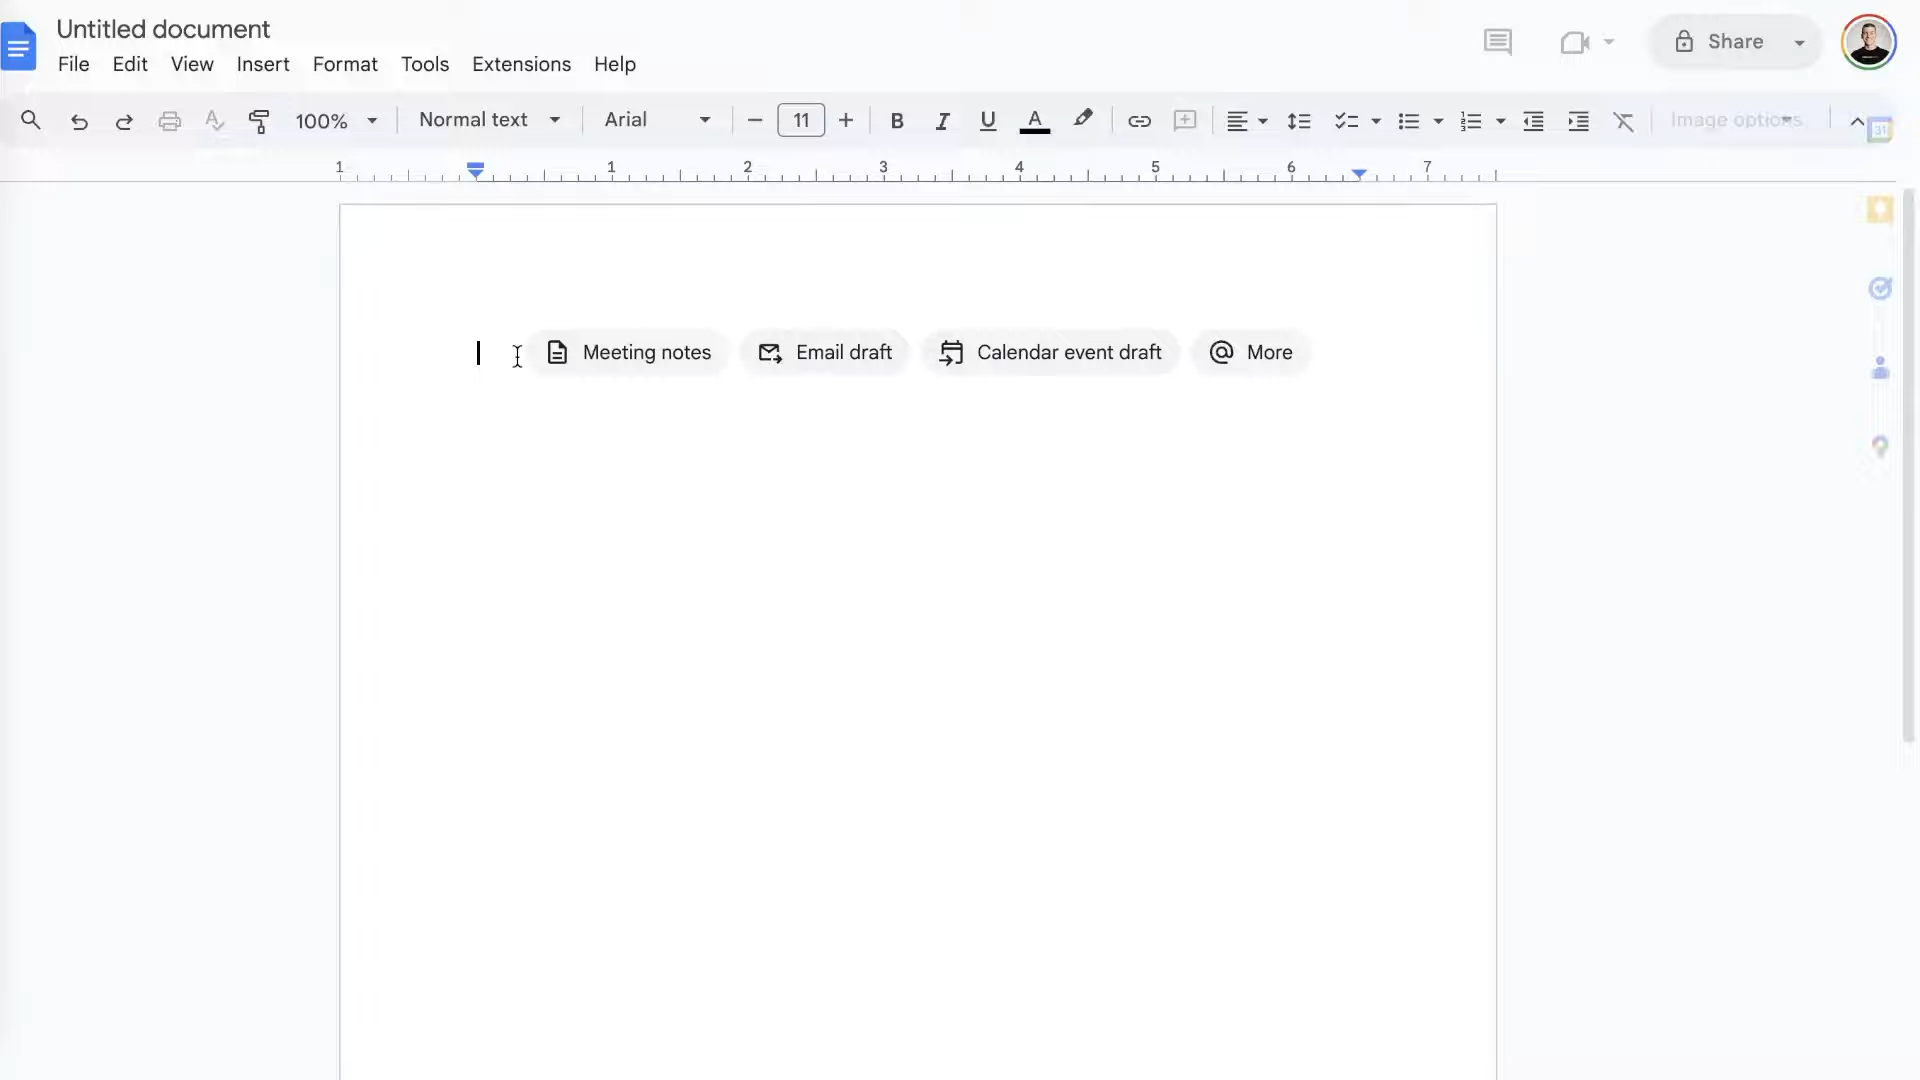 Untitled document
File Edit View Insert Format Tools Extensions Help
Share
100% Normal text Arial 11 B I U A Image options 31
1 1 2 3 4 5 6 7
Meeting notes Email draft Calendar event draft More